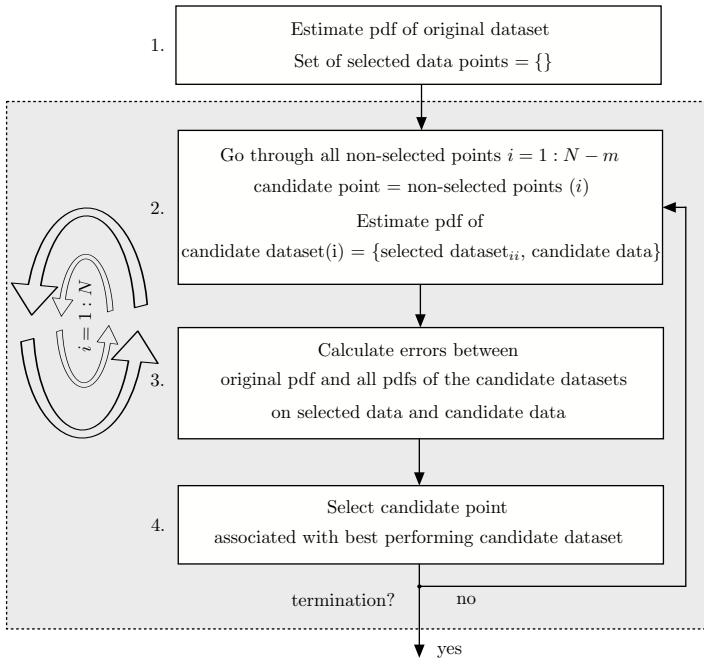 1.
Estimate pdf of original dataset
Set of selected data points = {}
2.
Go through all non-selected points i = 1 : N − m
candidate point = non-selected points (i)
Estimate pdf of
candidate dataset(i) = {selected datasetᵢᵢ, candidate data}
i = 1 : N
3.
Calculate errors between
original pdf and all pdfs of the candidate datasets
on selected data and candidate data
4.
Select candidate point
associated with best performing candidate dataset
termination?
no
yes